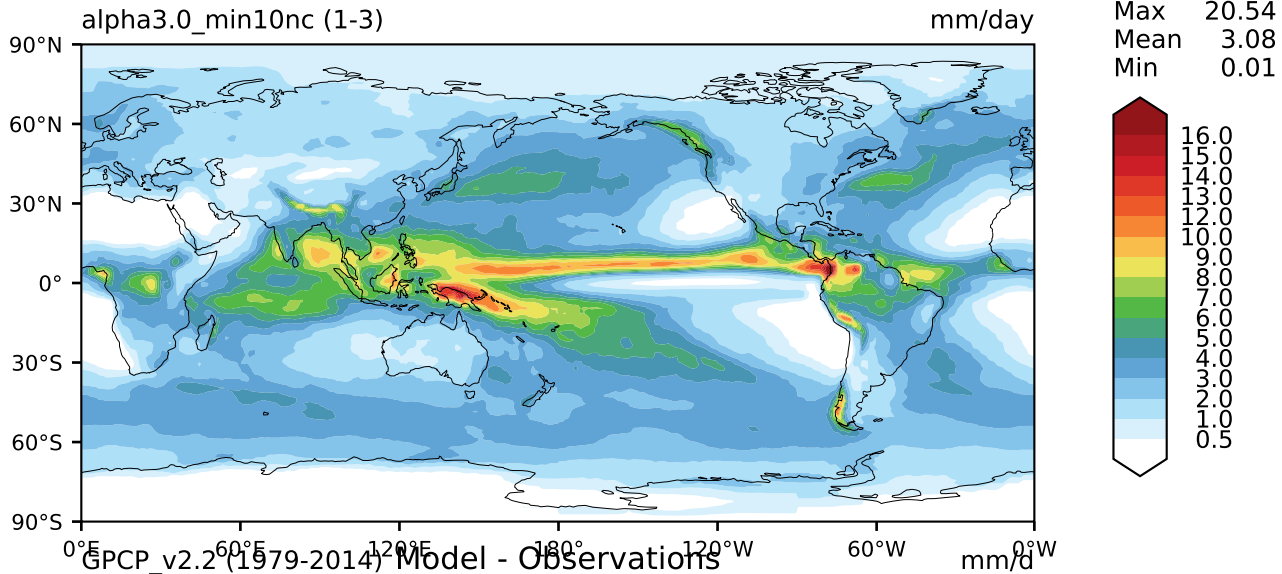 alpha3.0_min10nc (1-3) mm/day
Max 20.54
Mean 3.08
Min 0.01
90°N
60°N
30°N
0°
30°S
60°S
90°S
16.0
15.0
14.0
13.0
12.0
10.0
9.0
8.0
7.0
6.0
5.0
4.0
3.0
2.0
1.0
0.5
0°E 60°E 120°E 180° 120°W 60°W 0°W
GPCP_v2.2 (1979-2014) Model - Observations mm/d